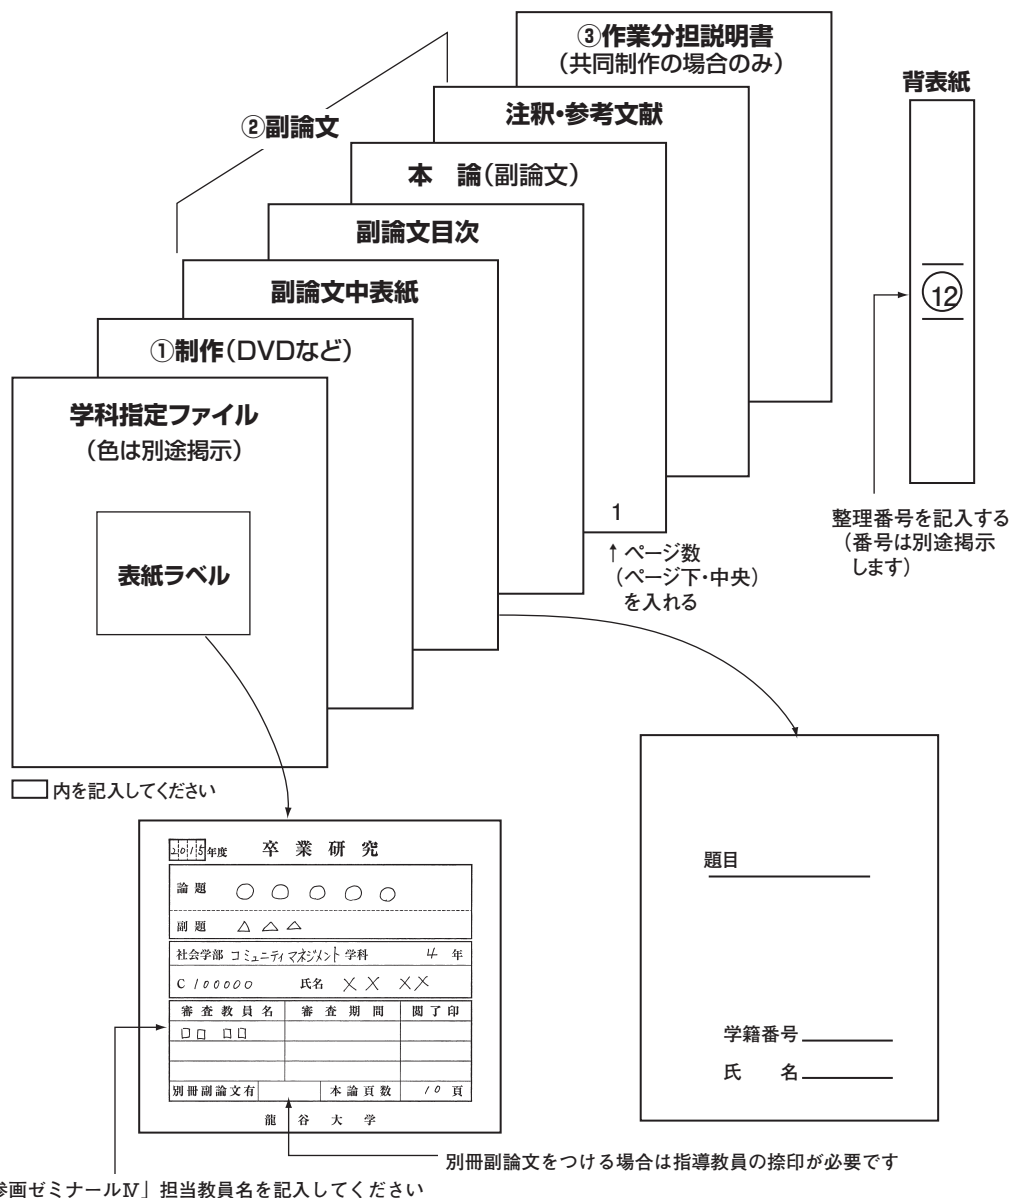 ③作業分担説明書
（共同制作の場合のみ）
背表紙
注釈・参考文献
②副論文
本　論（副論文）
副論文目次
副論文中表紙
12
①制作（DVDなど）
学科指定ファイル
（色は別途掲示）
1
整理番号を記入する
（番号は別途掲示
します）
↑ページ数
（ページ下・中央）
を入れる
表紙ラベル
内を記入してください
2015年度　卒業研究
論題　○ ○ ○ ○ ○
副題　△ △ △
社会学部 コミュニティマネジメント 学科　4 年
C 100000　氏名　×× ××
審査教員名　審査期間　閲了印
□□ □□
別冊副論文有　本論頁数　10 頁
龍谷大学
題目
学籍番号
氏　名
別冊副論文をつける場合は指導教員の捺印が必要です
参画ゼミナールⅣ」担当教員名を記入してください